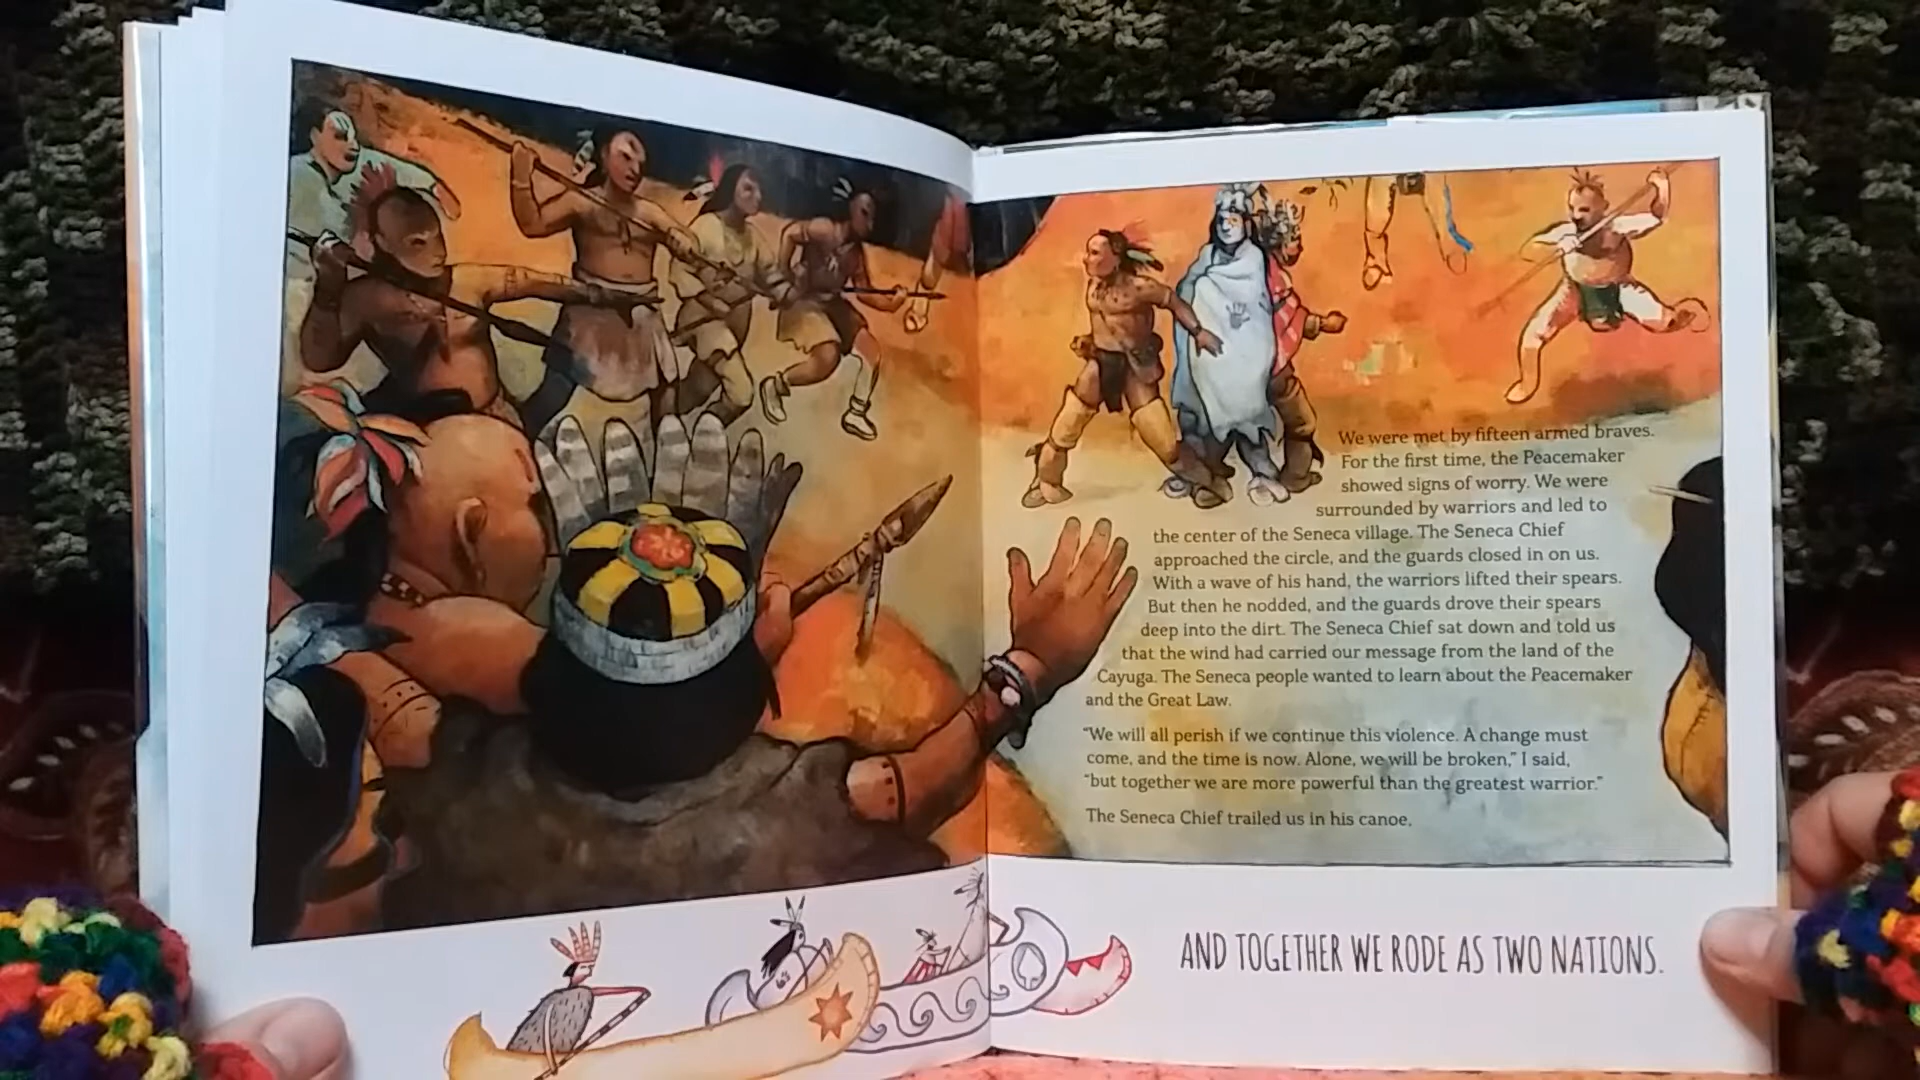 We were met by fifteen armed braves.
For the first time, the Peacemaker
showed signs of worry. We were
surrounded by warriors and led to
the center of the Seneca village. The Seneca Chief
approached the circle, and the guards closed in on us.
With a wave of his hand, the warriors lifted their spears.
But then he nodded, and the guards drove their spears
deep into the dirt. The Seneca Chief sat down and told us
that the wind had carried our message from the land of the
Cayuga. The Seneca people wanted to learn about the Peacemaker
and the Great Law.
“We will all perish if we continue this violence. A change must
come, and the time is now. Alone, we will be broken,” I said,
“but together we are more powerful than the greatest warrior.”
The Seneca Chief trailed us in his canoe,
AND TOGETHER WE RODE AS TWO NATIONS.